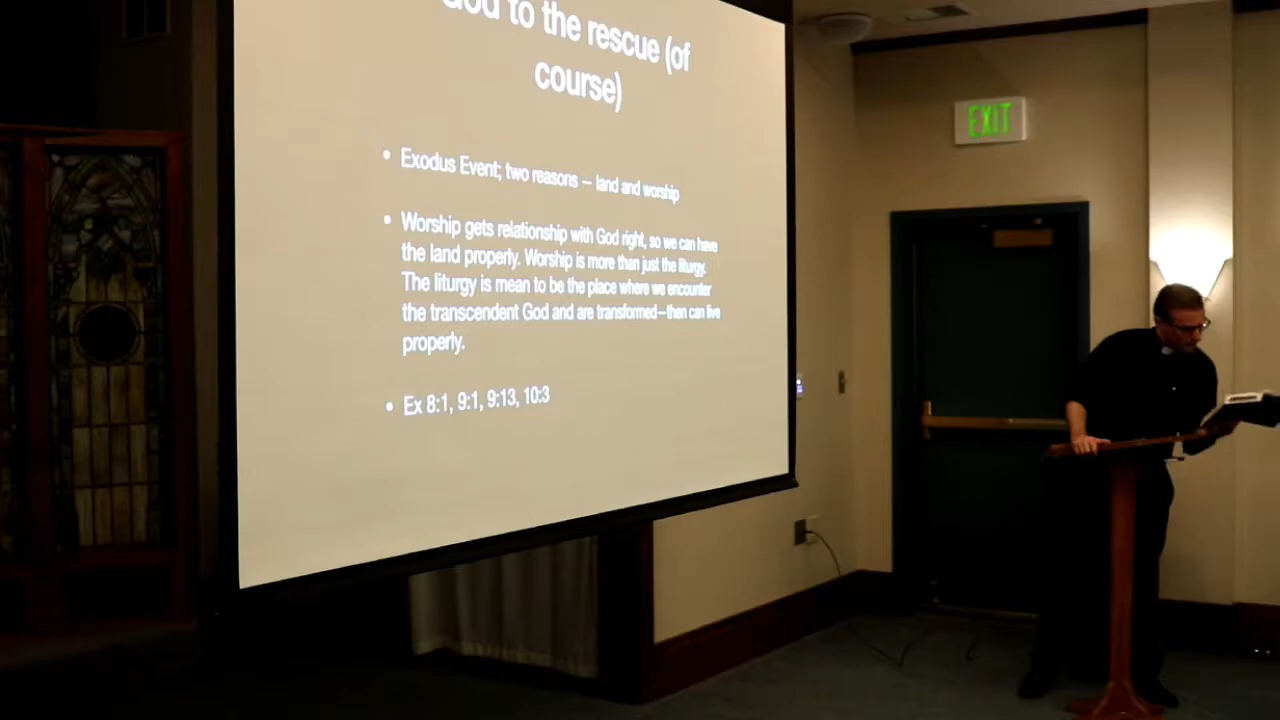 God to the rescue (of
course)
• Exodus Event; two reasons – land and worship
• Worship gets relationship with God right, so we can have
the land properly. Worship is more than just the liturgy.
The liturgy is mean to be the place where we encounter
the transcendent God and are transformed—then can live
properly.
• Ex 8:1, 9:1, 9:13, 10:3
EXIT